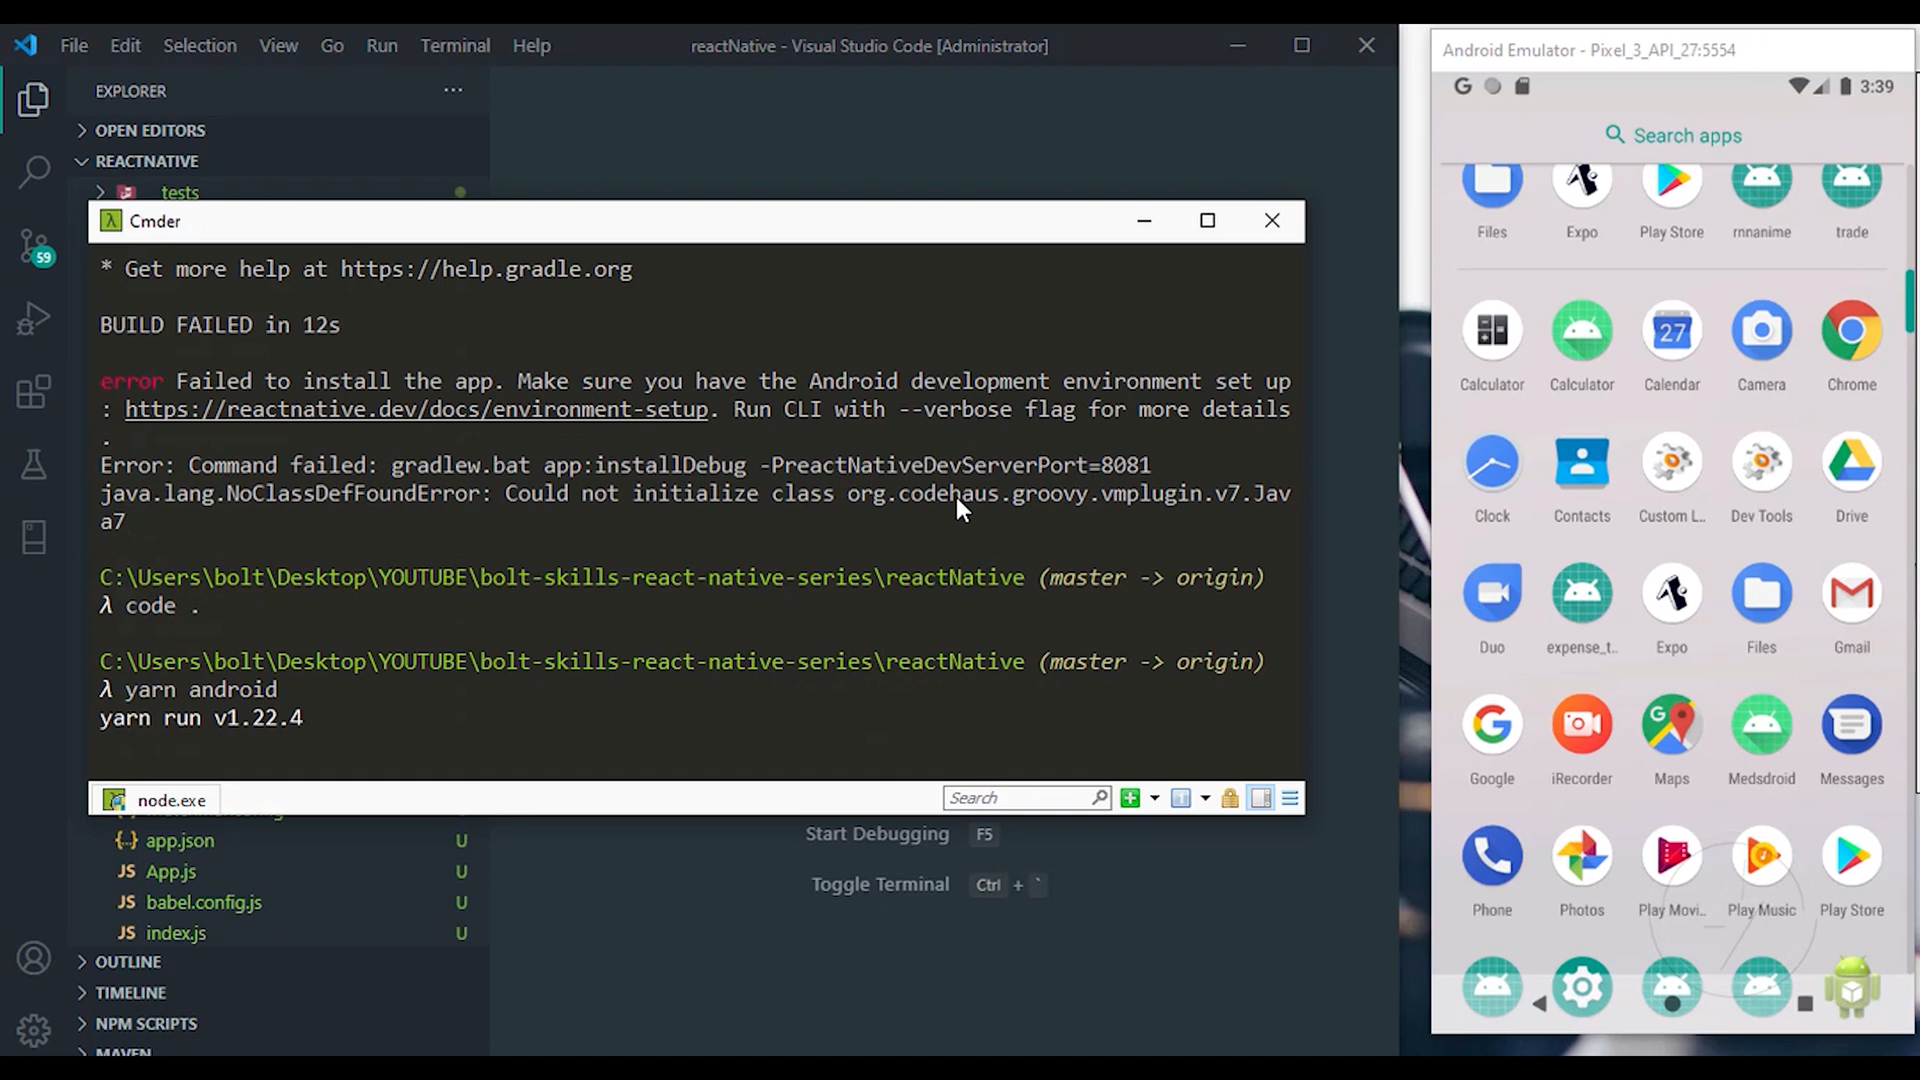 File Edit Selection View Go Run Terminal Help
reactNative - Visual Studio Code [Administrator]
EXPLORER
OPEN EDITORS
REACTNATIVE
tests
59
Cmder
* Get more help at https://help.gradle.org
BUILD FAILED in 12s
error Failed to install the app. Make sure you have the Android development environment set up
: https://reactnative.dev/docs/environment-setup. Run CLI with --verbose flag for more details
.
Error: Command failed: gradlew.bat app:installDebug -PreactNativeDevServerPort=8081
java.lang.NoClassDefFoundError: Could not initialize class org.codehaus.groovy.vmplugin.v7.Jav
a7
C:\Users\bolt\Desktop\YOUTUBE\bolt-skills-react-native-series\reactNative (master -> origin)
λ code .
C:\Users\bolt\Desktop\YOUTUBE\bolt-skills-react-native-series\reactNative (master -> origin)
λ yarn android
yarn run v1.22.4
node.exe
Search
app.json U
App.js U
babel.config.js U
index.js U
OUTLINE
TIMELINE
NPM SCRIPTS
MAVEN
Start Debugging F5
Toggle Terminal Ctrl + `
Android Emulator - Pixel_3_API_27:5554
3:39
Search apps
Files Expo Play Store rnnanime trade
27
Calculator Calculator Calendar Camera Chrome
Clock Contacts Custom L.. Dev Tools Drive
Duo expense_t.. Expo Files Gmail
Google iRecorder Maps Medsdroid Messages
Phone Photos Play Movi.. Play Music Play Store